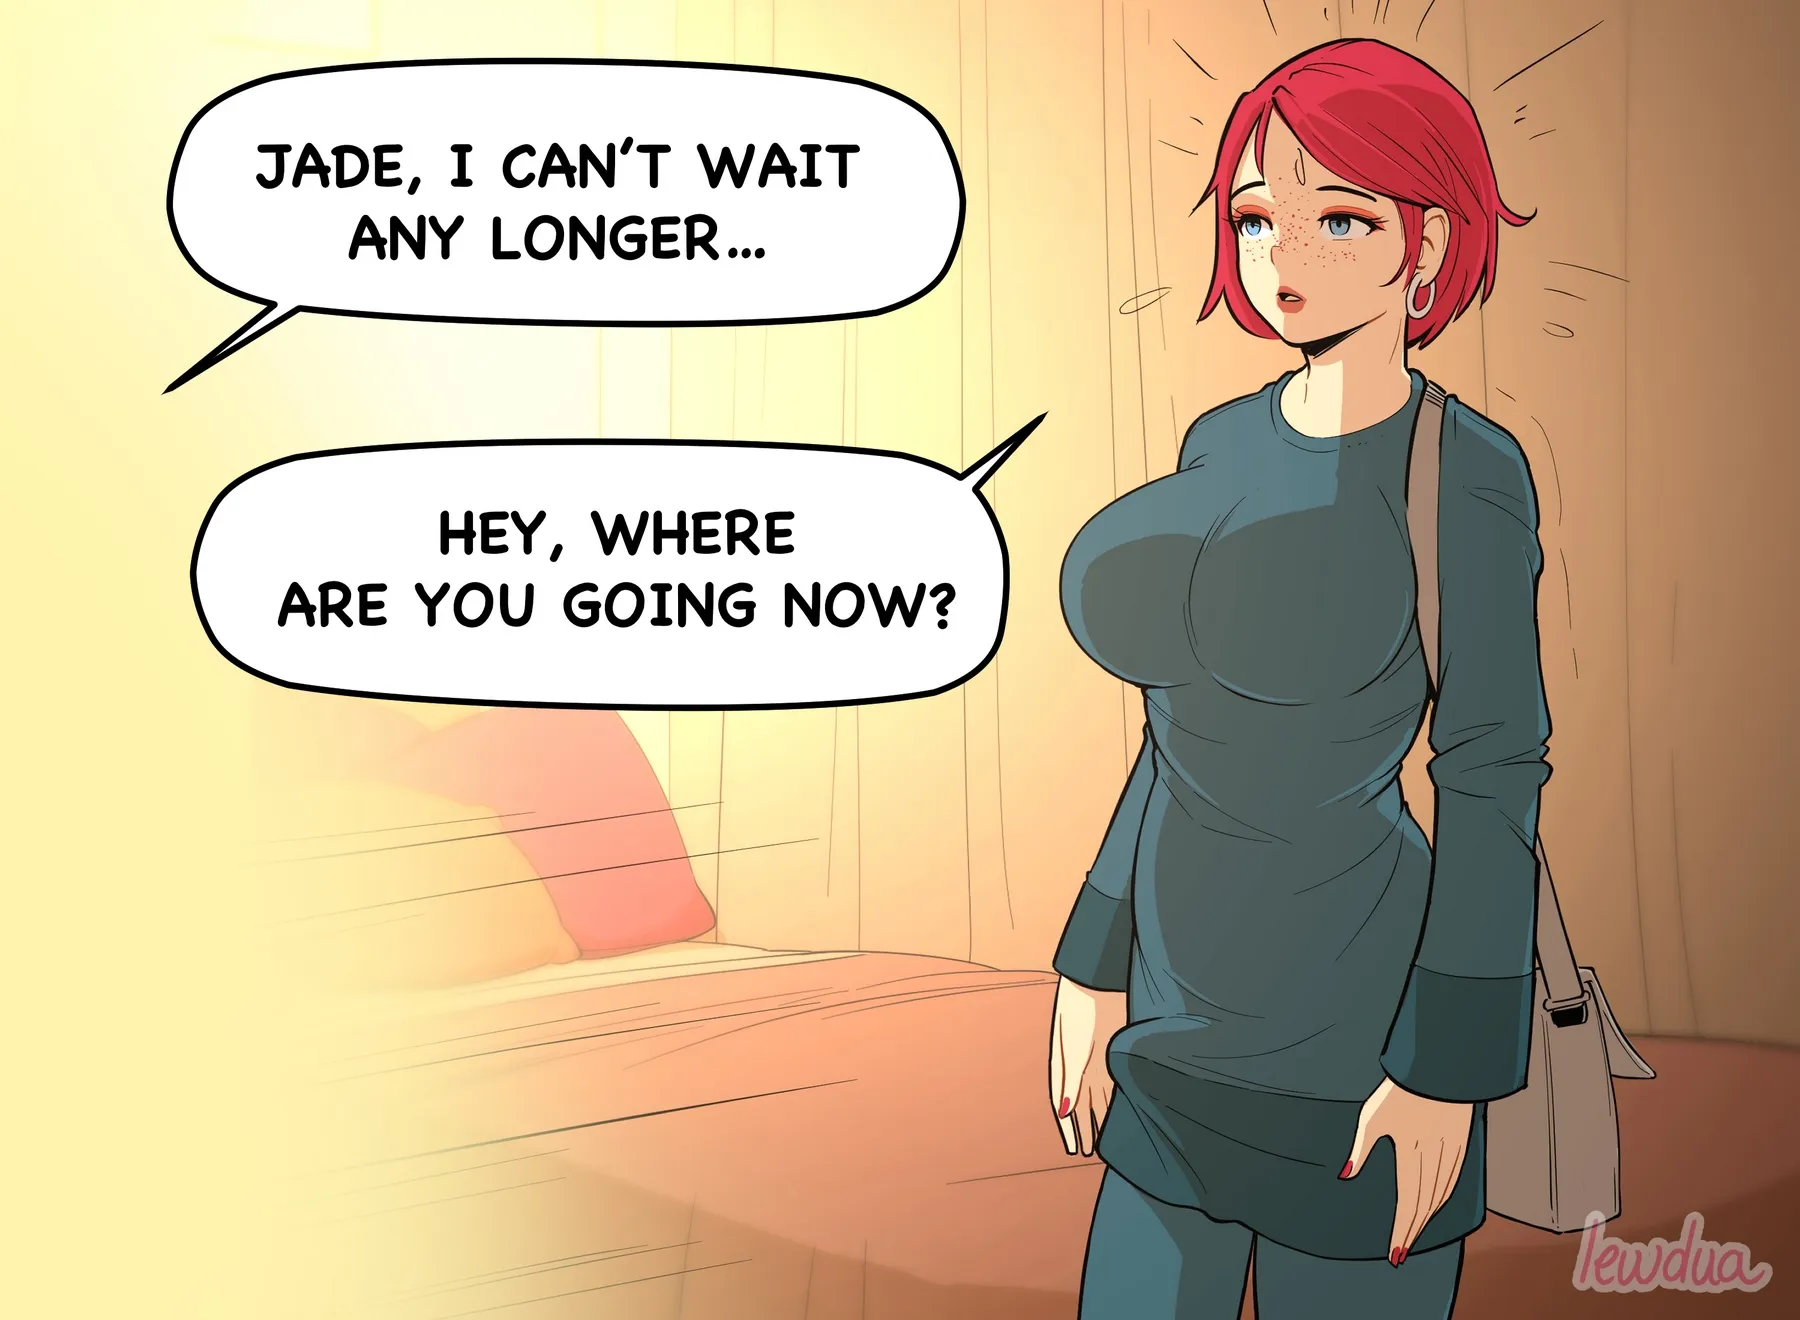 JADE, I CAN'T WAIT
ANY LONGER...
HEY, WHERE
ARE YOU GOING NOW?
lewdua